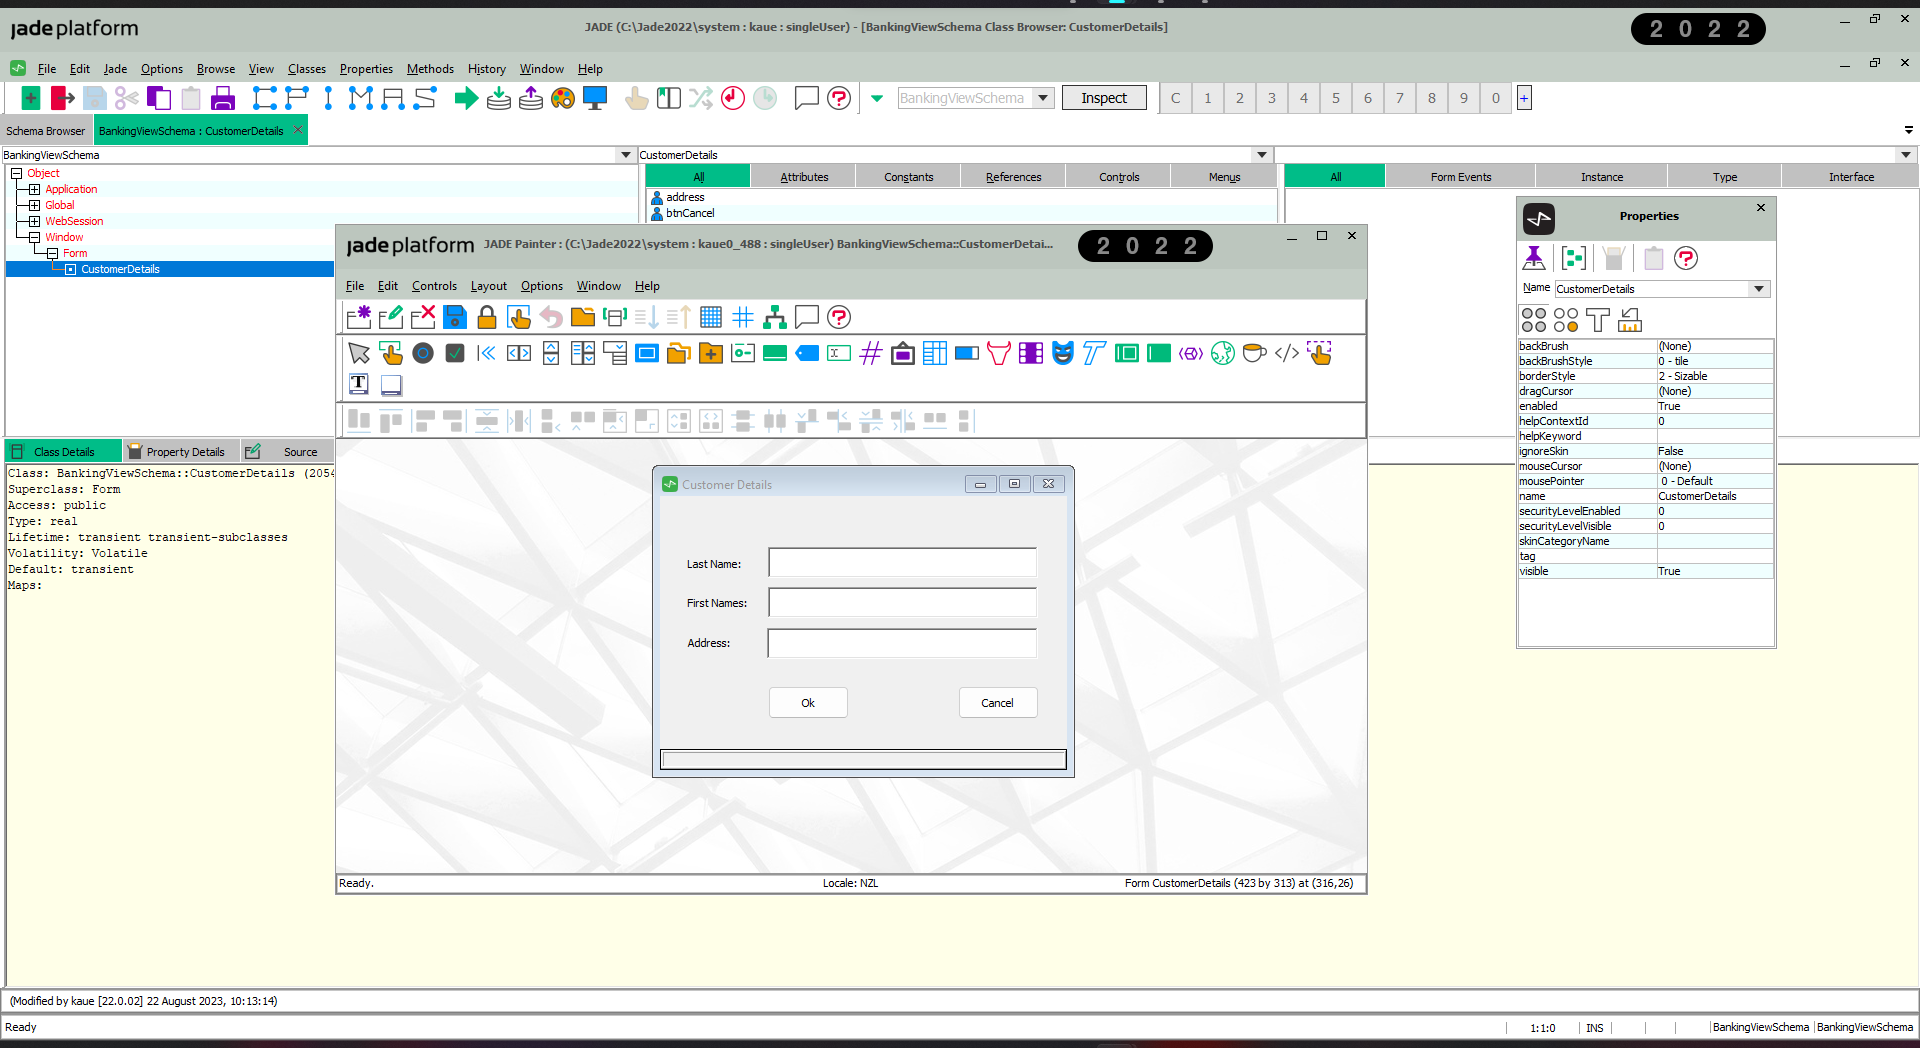 jade platform
JADE (C:\Jade2022\system : kaue : singleUser) - [BankingViewSchema Class Browser: CustomerDetails]
2 0 2 2
File Edit Jade Options Browse View Classes Properties Methods History Window Help
BankingViewSchema
Inspect
C 1 2 3 4 5 6 7 8 9 0 +
Schema Browser
BankingViewSchema : CustomerDetails
BankingViewSchema
CustomerDetails
Object
Application
Global
WebSession
Window
Form
CustomerDetails
All Attributes Constants References Controls Menus
address
btnCancel
All Form Events Instance Type Interface
jade platform
JADE Painter : (C:\Jade2022\system : kaue0_488 : singleUser) BankingViewSchema::CustomerDetai...
2 0 2 2
File Edit Controls Layout Options Window Help
Customer Details
Last Name:
First Names:
Address:
Ok
Cancel
Ready.
Locale: NZL
Form CustomerDetails (423 by 313) at (316,26)
Properties
Name CustomerDetails
backBrush (None)
backBrushStyle 0 - tile
borderStyle 2 - Sizable
dragCursor (None)
enabled True
helpContextId 0
helpKeyword
ignoreSkin False
mouseCursor (None)
mousePointer 0 - Default
name CustomerDetails
securityLevelEnabled 0
securityLevelVisible 0
skinCategoryName
tag
visible True
Class Details
Property Details
Source
Class: BankingViewSchema::CustomerDetails (2054
Superclass: Form
Access: public
Type: real
Lifetime: transient transient-subclasses
Volatility: Volatile
Default: transient
Maps:
(Modified by kaue [22.0.02] 22 August 2023, 10:13:14)
Ready
1:1:0
INS
BankingViewSchema
BankingViewSchema